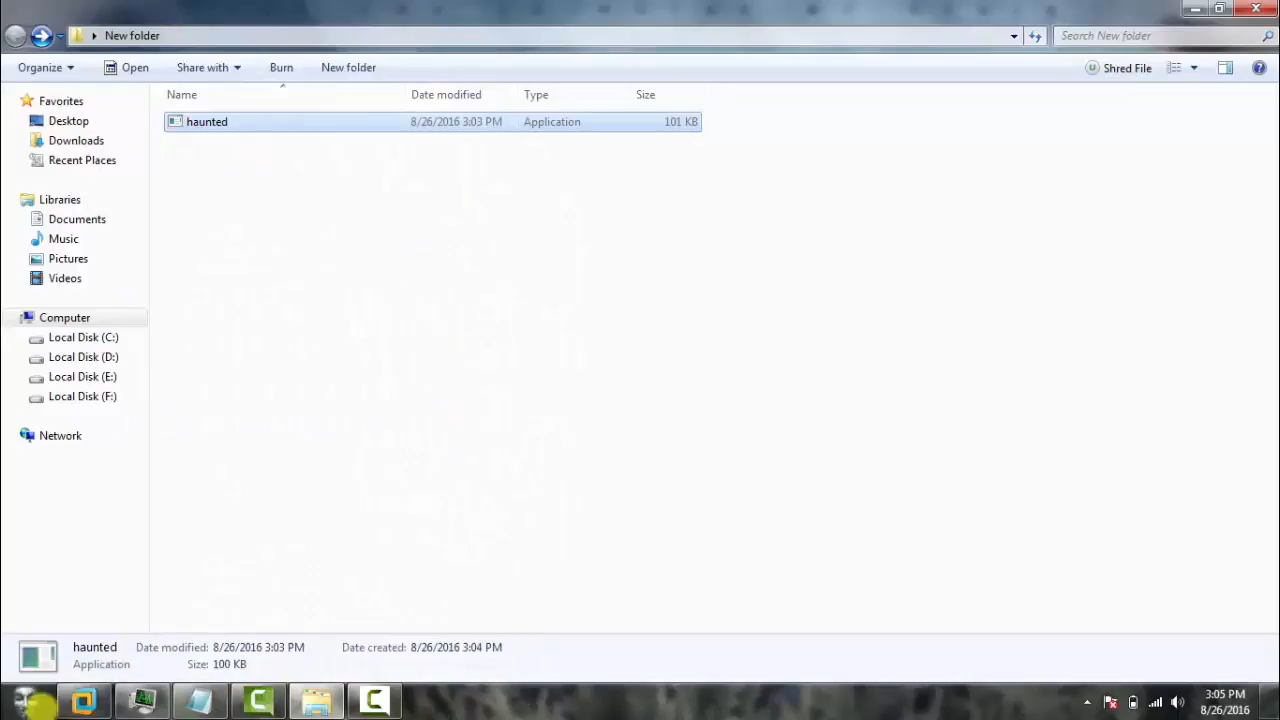 New folder
Search New folder
Organize Open Share with Burn New folder Shred File
Name Date modified Type Size
haunted 8/26/2016 3:03 PM Application 101 KB
Favorites
Desktop
Downloads
Recent Places
Libraries
Documents
Music
Pictures
Videos
Computer
Local Disk (C:)
Local Disk (D:)
Local Disk (E:)
Local Disk (F:)
Network
haunted Date modified: 8/26/2016 3:03 PM Date created: 8/26/2016 3:04 PM
Application Size: 100 KB
3:05 PM
8/26/2016